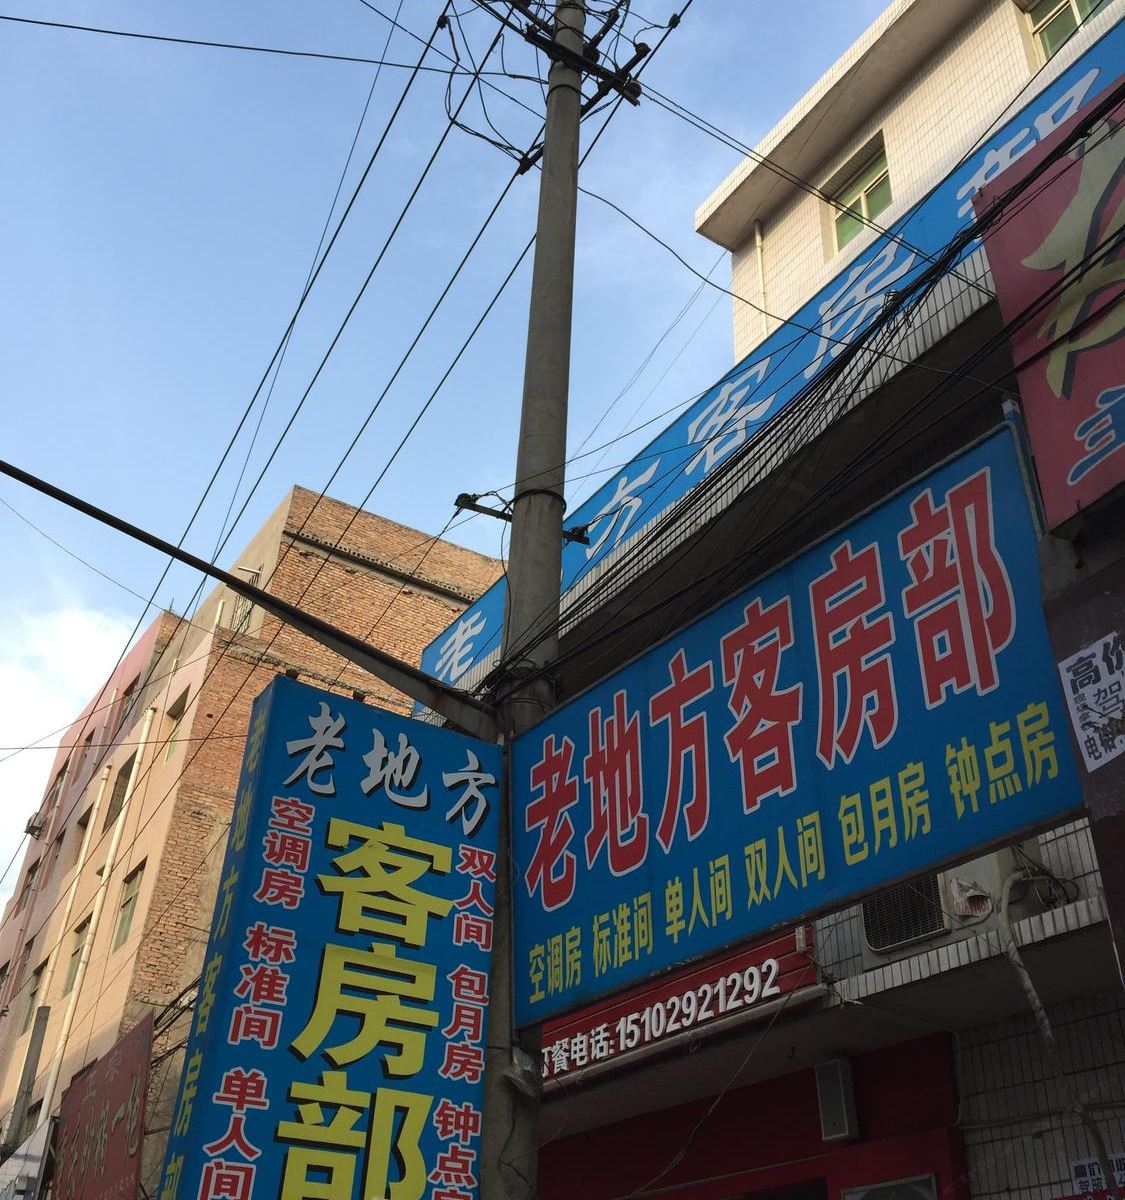 老 方客房部
老地方客房部
空调房 标准间 单人间 双人间 包月房 钟点房
订餐电话:15102921292
老地方
客房部
空调房 标准间 单人间
双人间 包月房 钟点房
老地方客房部
高价